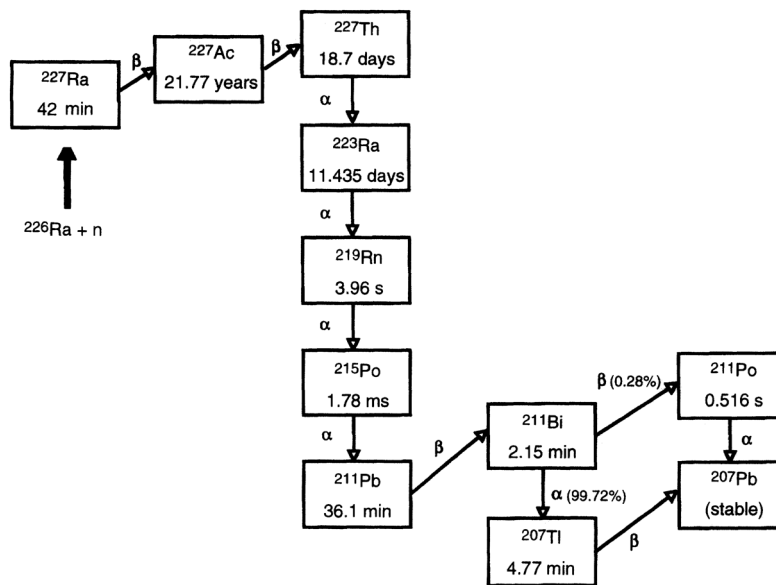 ²²⁷Ra
42 min
β
²²⁷Ac
21.77 years
β
²²⁷Th
18.7 days
α
²²³Ra
11.435 days
α
²¹⁹Rn
3.96 s
α
²¹⁵Po
1.78 ms
α
²¹¹Pb
36.1 min
β
²¹¹Bi
2.15 min
β (0.28%)
²¹¹Po
0.516 s
α
α (99.72%)
²⁰⁷Tl
4.77 min
β
²⁰⁷Pb
(stable)
²²⁶Ra + n